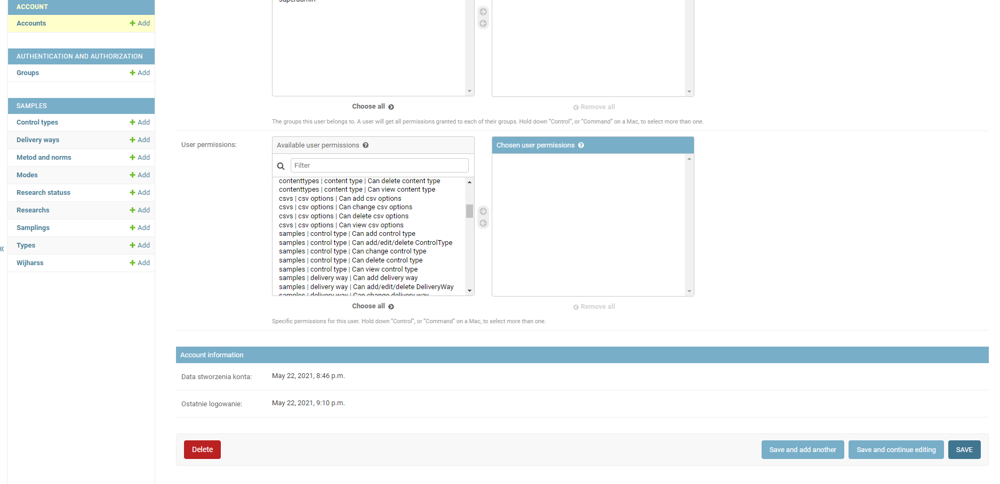 ACCOUNT
Accounts
Add
AUTHENTICATION AND AUTHORIZATION
Groups
Add
SAMPLES
Control types
Add
Delivery ways
Add
Metod and norms
Add
Modes
Add
Research statuss
Add
Researchs
Add
Samplings
Add
Types
Add
Wijharss
Add
superadmin
Choose all
Remove all
The groups this user belongs to. A user will get all permissions granted to each of their groups. Hold down “Control”, or “Command” on a Mac, to select more than one.
User permissions:
Available user permissions
Filter
contenttypes | content type | Can delete content type
contenttypes | content type | Can view content type
csvs | csv options | Can add csv options
csvs | csv options | Can change csv options
csvs | csv options | Can delete csv options
csvs | csv options | Can view csv options
samples | control type | Can add control type
samples | control type | Can add/edit/delete ControlType
samples | control type | Can change control type
samples | control type | Can delete control type
samples | control type | Can view control type
samples | delivery way | Can add delivery way
samples | delivery way | Can add/edit/delete DeliveryWay
samples | delivery way | Can change delivery way
Chosen user permissions
Choose all
Remove all
Specific permissions for this user. Hold down “Control”, or “Command” on a Mac, to select more than one.
Account information
Data stworzenia konta:
May 22, 2021, 8:46 p.m.
Ostatnie logowanie:
May 22, 2021, 9:10 p.m.
Delete
Save and add another
Save and continue editing
SAVE